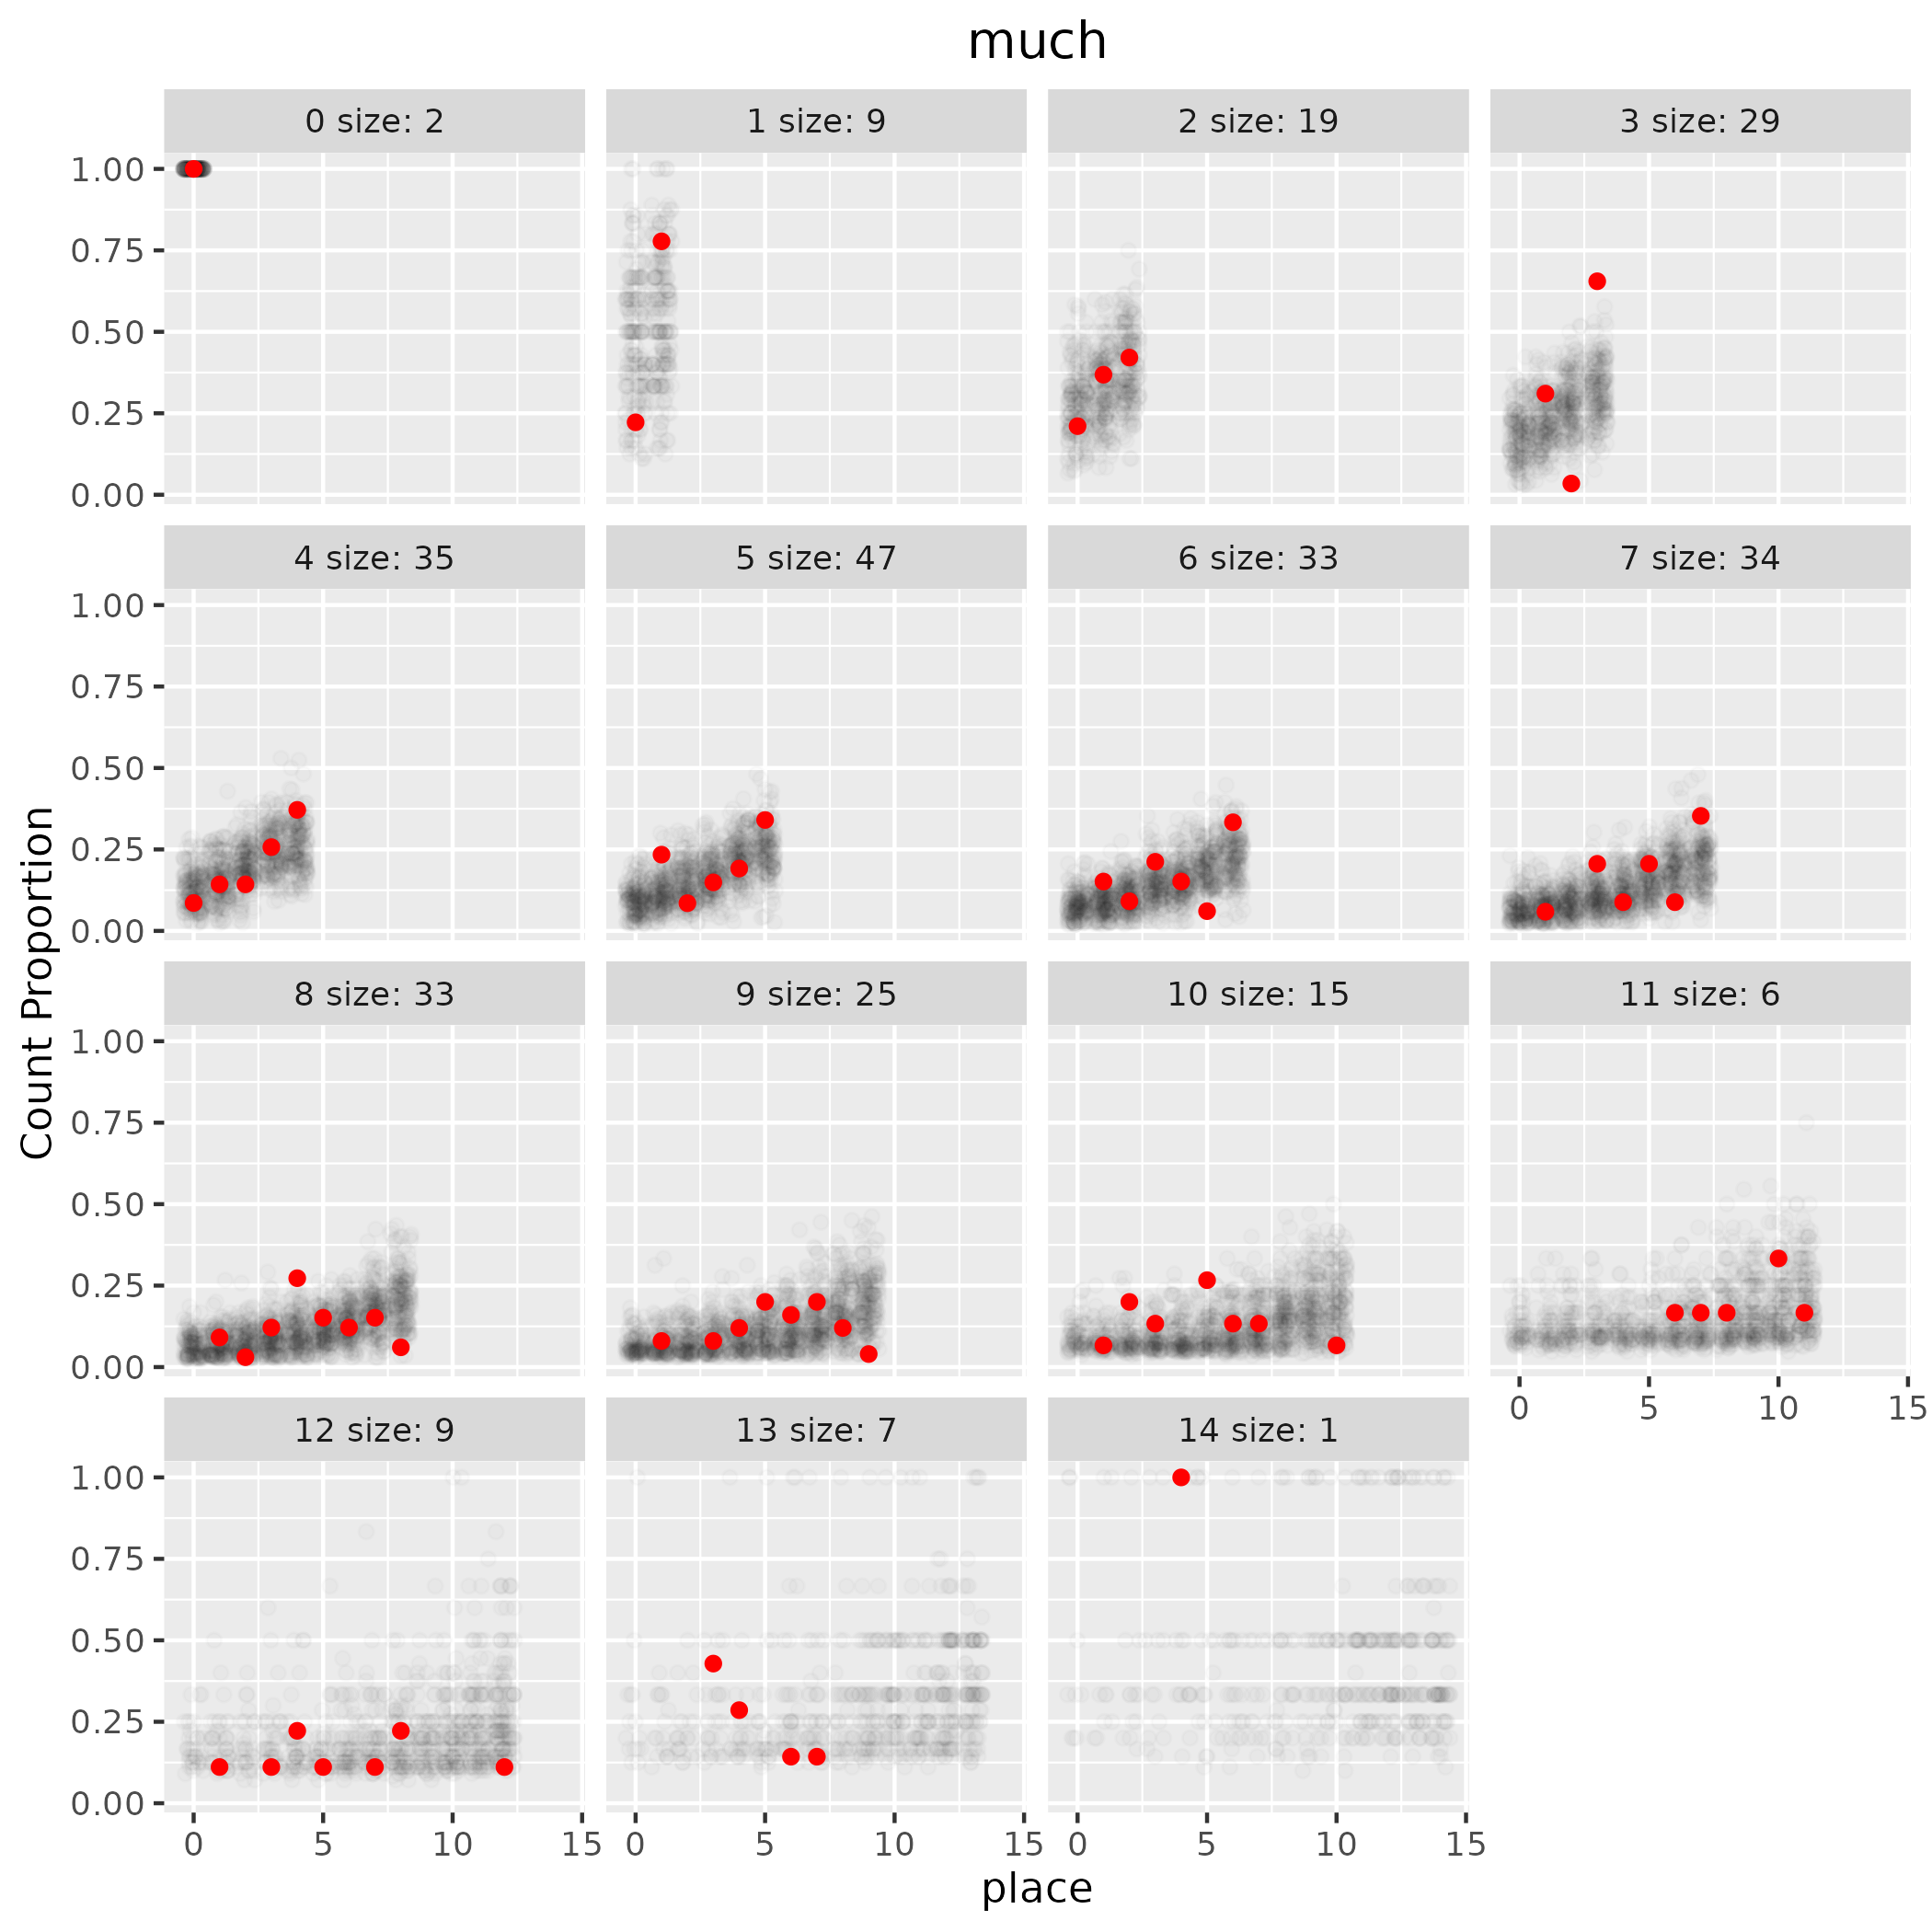 much
0 size: 2
1 size: 9
2 size: 19
3 size: 29
1.00
0.75
0.50
0.25
0.00
4 size: 35
5 size: 47
6 size: 33
7 size: 34
1.00
0.75
0.50
0.25
0.00
Count Proportion
8 size: 33
9 size: 25
10 size: 15
11 size: 6
1.00
0.75
0.50
0.25
0.00
0 5 10 15
12 size: 9
13 size: 7
14 size: 1
1.00
0.75
0.50
0.25
0.00
0 5 10 15
0 5 10 15
0 5 10 15
place